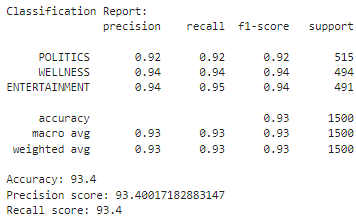 Classification Report:
precision recall f1-score support
POLITICS 0.92 0.92 0.92 515
WELLNESS 0.94 0.94 0.94 494
ENTERTAINMENT 0.94 0.95 0.94 491
accuracy 0.93 1500
macro avg 0.93 0.93 0.93 1500
weighted avg 0.93 0.93 0.93 1500
Accuracy: 93.4
Precision score: 93.40017182883147
Recall score: 93.4